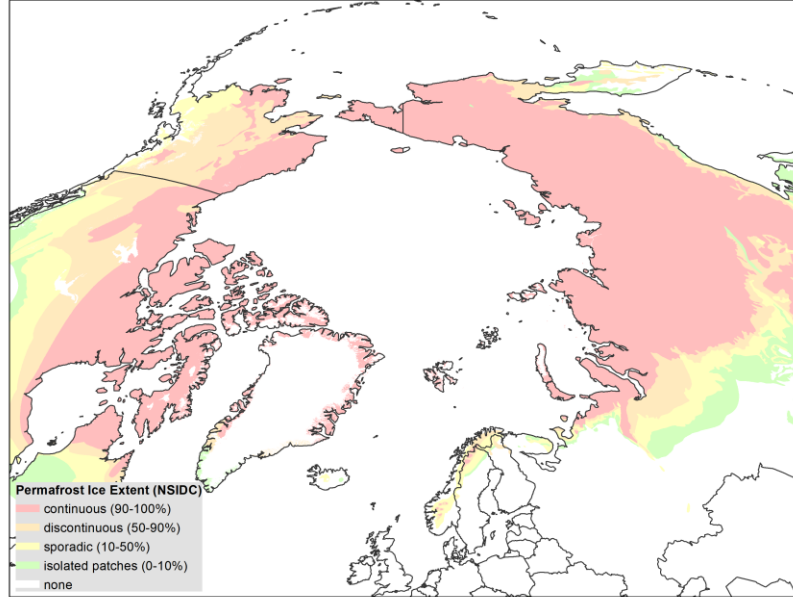 Permafrost Ice Extent (NSIDC)
continuous (90-100%)
discontinuous (50-90%)
sporadic (10-50%)
isolated patches (0-10%)
none